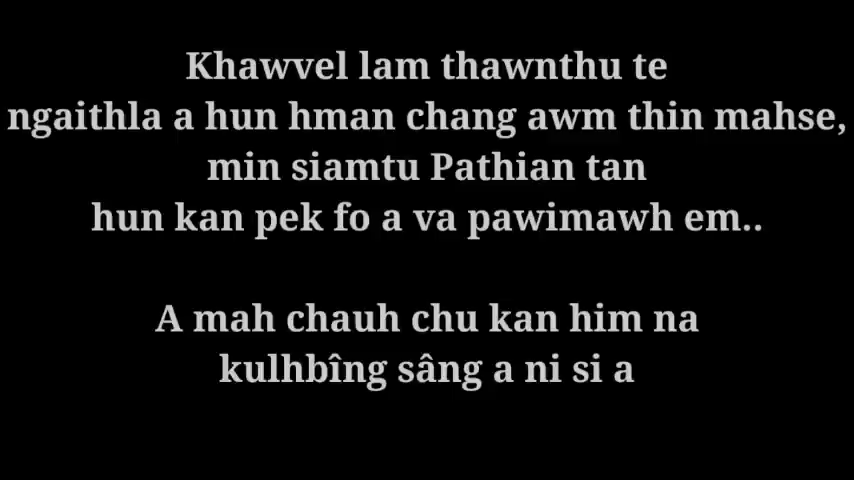 Khawvel lam thawnthu te
ngaithla a hun hman chang awm thin mahse,
min siamtu Pathian tan
hun kan pek fo a va pawimawh em..
A mah chauh chu kan him na
kulhbîng sâng a ni si a